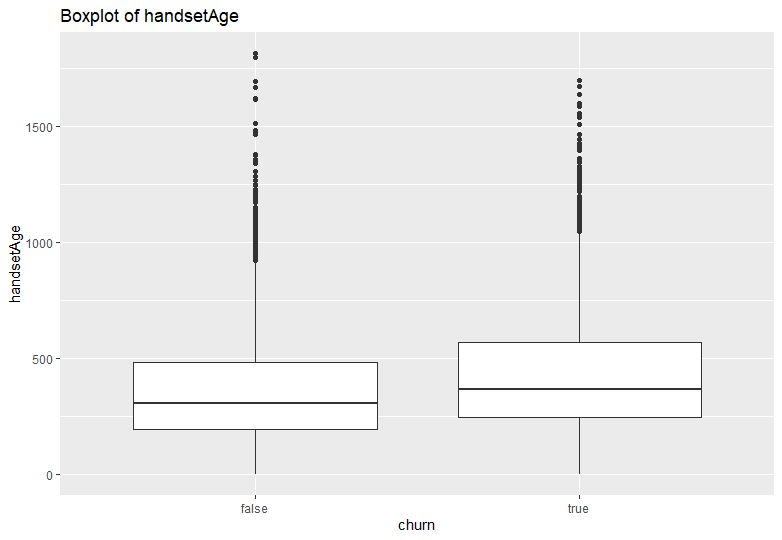 Boxplot of handsetAge
handsetAge
1500
1000
500
0
false
true
churn